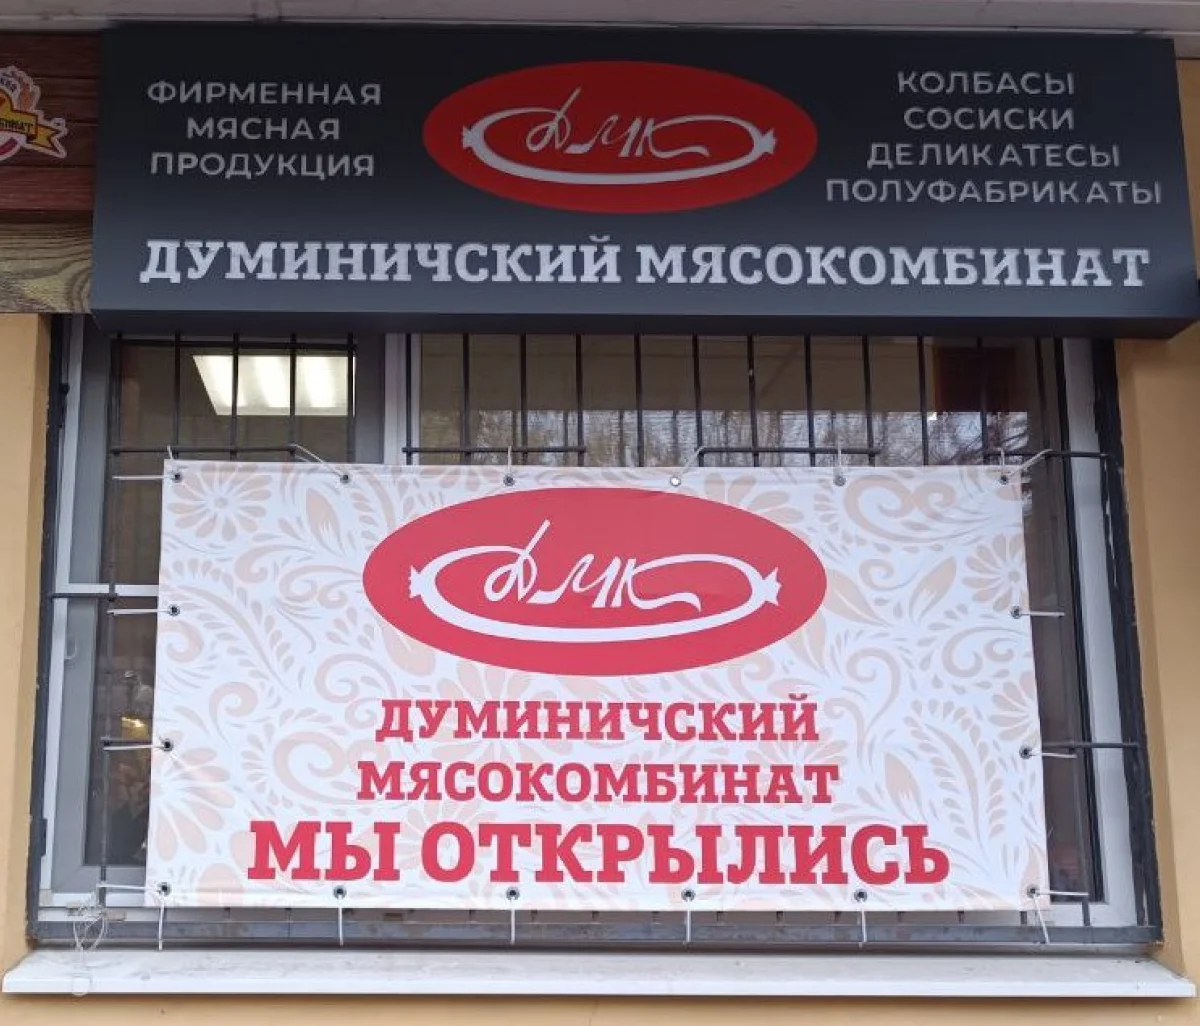 ФИРМЕННАЯ
МЯСНАЯ
ПРОДУКЦИЯ
ДМК
КОЛБАСЫ
СОСИСКИ
ДЕЛИКАТЕСЫ
ПОЛУФАБРИКАТЫ
ДУМИНИЧСКИЙ МЯСОКОМБИНАТ
ДМК
ДУМИНИЧСКИЙ
МЯСОКОМБИНАТ
МЫ ОТКРЫЛИСЬ